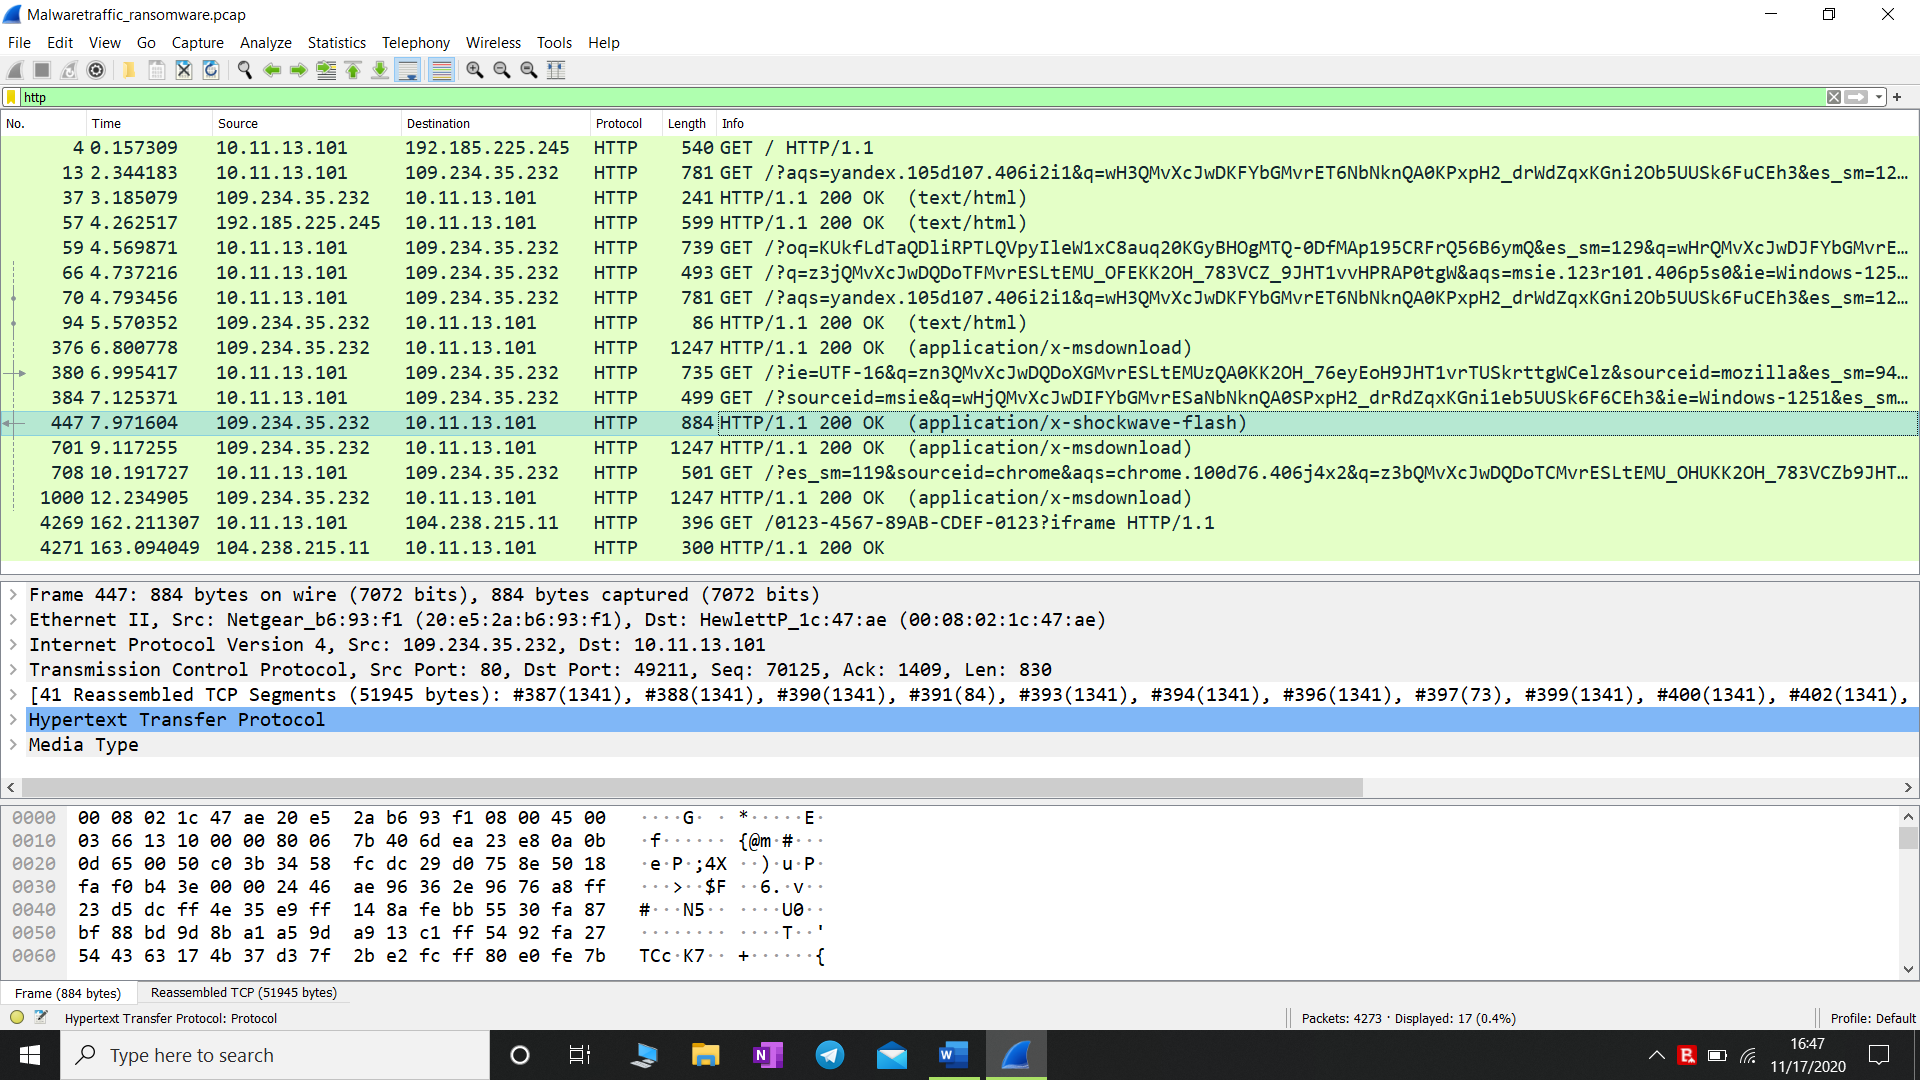 Malwaretraffic_ransomware.pcap
File Edit View Go Capture Analyze Statistics Telephony Wireless Tools Help
http
No. Time Source Destination Protocol Length Info
4 0.157309 10.11.13.101 192.185.225.245 HTTP 540 GET / HTTP/1.1
13 2.344183 10.11.13.101 109.234.35.232 HTTP 781 GET /?aqs=yandex.105d107.406i2i1&q=wH3QMvXcJwDKFYbGMvrET6NbNknQA0KPxpH2_drWdZqxKGni2Ob5UUSk6FuCEh3&es_sm=12…
37 3.185079 109.234.35.232 10.11.13.101 HTTP 241 HTTP/1.1 200 OK (text/html)
57 4.262517 192.185.225.245 10.11.13.101 HTTP 599 HTTP/1.1 200 OK (text/html)
59 4.569871 10.11.13.101 109.234.35.232 HTTP 739 GET /?oq=KUkfLdTaQDliRPTLQVpyIleW1xC8auq20KGyBHOgMTQ-0DfMAp195CRFrQ56B6ymQ&es_sm=129&q=wHrQMvXcJwDJFYbGMvrE…
66 4.737216 10.11.13.101 109.234.35.232 HTTP 493 GET /?q=z3jQMvXcJwDQDoTFMvrESLtEMU_OFEKK2OH_783VCZ_9JHT1vvHPRAP0tgW&aqs=msie.123r101.406p5s0&ie=Windows-125…
70 4.793456 10.11.13.101 109.234.35.232 HTTP 781 GET /?aqs=yandex.105d107.406i2i1&q=wH3QMvXcJwDKFYbGMvrET6NbNknQA0KPxpH2_drWdZqxKGni2Ob5UUSk6FuCEh3&es_sm=12…
94 5.570352 109.234.35.232 10.11.13.101 HTTP 86 HTTP/1.1 200 OK (text/html)
376 6.800778 109.234.35.232 10.11.13.101 HTTP 1247 HTTP/1.1 200 OK (application/x-msdownload)
380 6.995417 10.11.13.101 109.234.35.232 HTTP 735 GET /?ie=UTF-16&q=zn3QMvXcJwDQDoXGMvrESLtEMUzQA0KK2OH_76eyEoH9JHT1vrTUSkrttgWCelz&sourceid=mozilla&es_sm=94…
384 7.125371 10.11.13.101 109.234.35.232 HTTP 499 GET /?sourceid=msie&q=wHjQMvXcJwDIFYbGMvrESaNbNknQA0SPxpH2_drRdZqxKGni1eb5UUSk6F6CEh3&ie=Windows-1251&es_sm…
447 7.971604 109.234.35.232 10.11.13.101 HTTP 884 HTTP/1.1 200 OK (application/x-shockwave-flash)
701 9.117255 109.234.35.232 10.11.13.101 HTTP 1247 HTTP/1.1 200 OK (application/x-msdownload)
708 10.191727 10.11.13.101 109.234.35.232 HTTP 501 GET /?es_sm=119&sourceid=chrome&aqs=chrome.100d76.406j4x2&q=z3bQMvXcJwDQDoTCMvrESLtEMU_OHUKK2OH_783VCZb9JHT…
1000 12.234905 109.234.35.232 10.11.13.101 HTTP 1247 HTTP/1.1 200 OK (application/x-msdownload)
4269 162.211307 10.11.13.101 104.238.215.11 HTTP 396 GET /0123-4567-89AB-CDEF-0123?iframe HTTP/1.1
4271 163.094049 104.238.215.11 10.11.13.101 HTTP 300 HTTP/1.1 200 OK
Frame 447: 884 bytes on wire (7072 bits), 884 bytes captured (7072 bits)
Ethernet II, Src: Netgear_b6:93:f1 (20:e5:2a:b6:93:f1), Dst: HewlettP_1c:47:ae (00:08:02:1c:47:ae)
Internet Protocol Version 4, Src: 109.234.35.232, Dst: 10.11.13.101
Transmission Control Protocol, Src Port: 80, Dst Port: 49211, Seq: 70125, Ack: 1409, Len: 830
[41 Reassembled TCP Segments (51945 bytes): #387(1341), #388(1341), #390(1341), #391(84), #393(1341), #394(1341), #396(1341), #397(73), #399(1341), #400(1341), #402(1341),
Hypertext Transfer Protocol
Media Type
0000 00 08 02 1c 47 ae 20 e5 2a b6 93 f1 08 00 45 00 ····G· · *·····E·
0010 03 66 13 10 00 00 80 06 7b 40 6d ea 23 e8 0a 0b ·f······ {@m·#···
0020 0d 65 00 50 c0 3b 34 58 fc dc 29 d0 75 8e 50 18 ·e·P·;4X ··)·u·P·
0030 fa f0 b4 3e 00 00 24 46 ae 96 36 2e 96 76 a8 ff ···>··$F ··6.·v··
0040 23 d5 dc ff 4e 35 e9 ff 14 8a fe bb 55 30 fa 87 #···N5·· ····U0··
0050 bf 88 bd 9d 8b a1 a5 9d a9 13 c1 ff 54 92 fa 27 ········ ····T··'
0060 54 43 63 17 4b 37 d3 7f 2b e2 fc ff 80 e0 fe 7b TCc·K7·· +······{
Frame (884 bytes) Reassembled TCP (51945 bytes)
Hypertext Transfer Protocol: Protocol Packets: 4273 · Displayed: 17 (0.4%) Profile: Default
Type here to search
16:47
11/17/2020